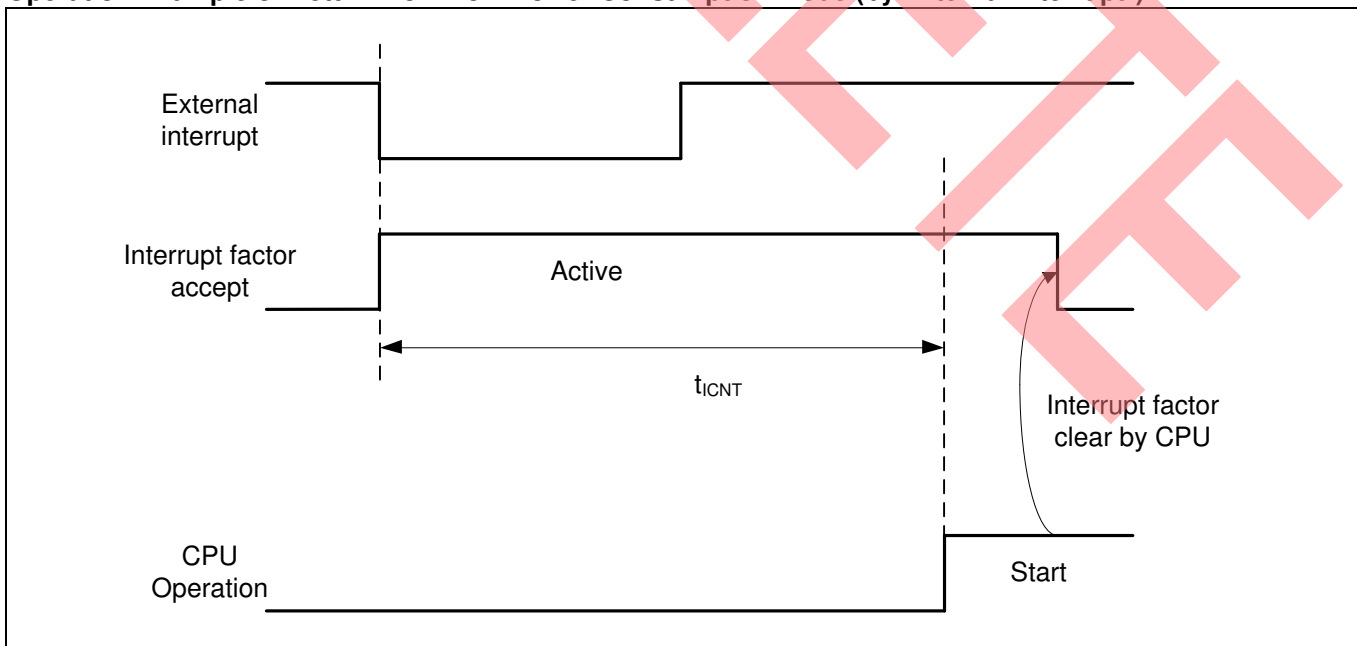 External
interrupt
Interrupt factor
accept
Active
tICNT
Interrupt factor
clear by CPU
CPU
Operation
Start